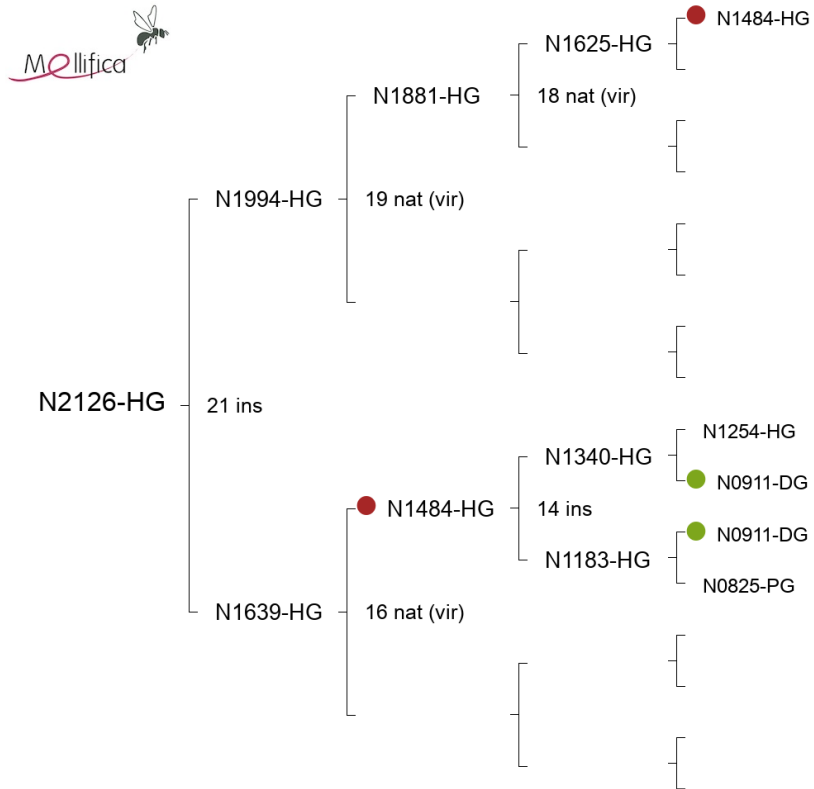 Mellifica
N1484-HG
N1625-HG
N1881-HG
18 nat (vir)
N1994-HG
19 nat (vir)
N2126-HG
21 ins
N1254-HG
N1340-HG
N0911-DG
N1484-HG
14 ins
N0911-DG
N1183-HG
N0825-PG
N1639-HG
16 nat (vir)